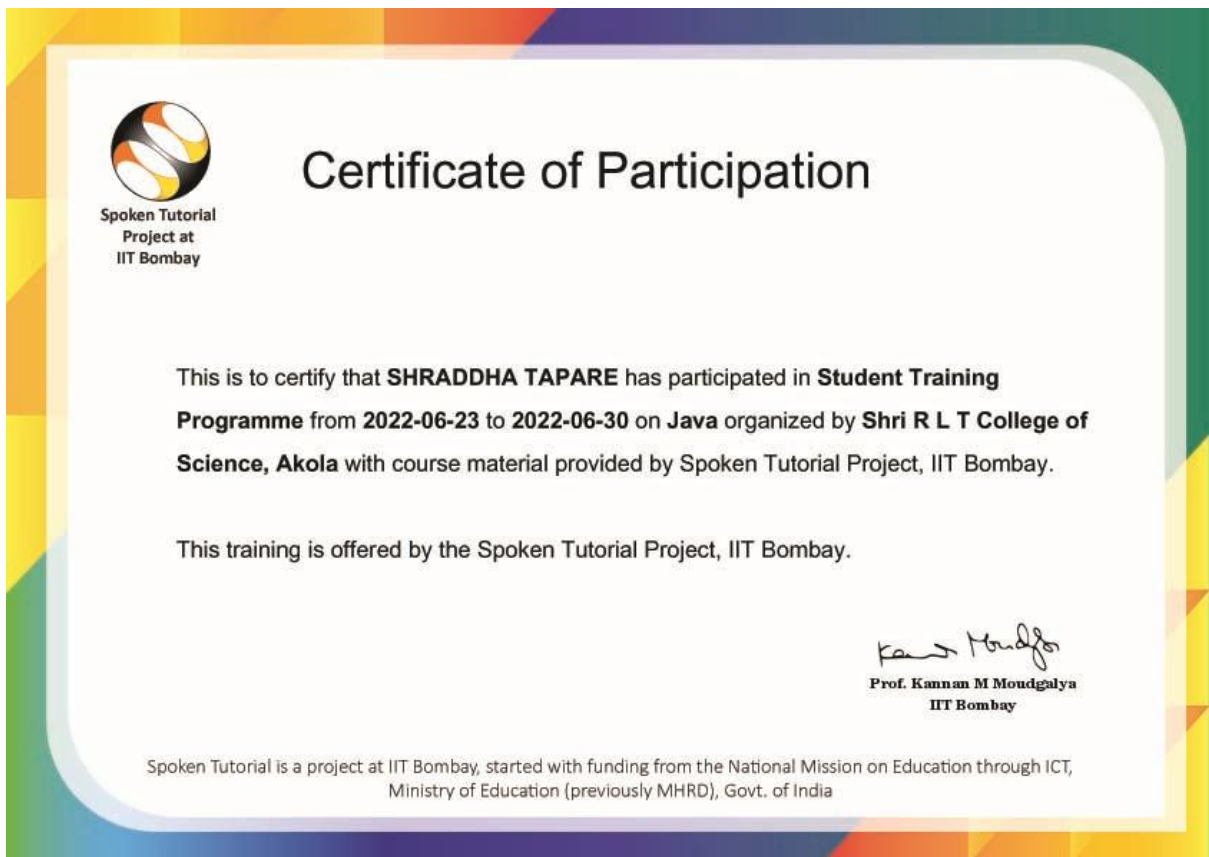 Spoken Tutorial
Project at
IIT Bombay
Certificate of Participation
This is to certify that SHRADDHA TAPARE has participated in Student Training
Programme from 2022-06-23 to 2022-06-30 on Java organized by Shri R L T College of
Science, Akola with course material provided by Spoken Tutorial Project, IIT Bombay.
This training is offered by the Spoken Tutorial Project, IIT Bombay.
Prof. Kannan M Moudgalya
IIT Bombay
Spoken Tutorial is a project at IIT Bombay, started with funding from the National Mission on Education through ICT,
Ministry of Education (previously MHRD), Govt. of India